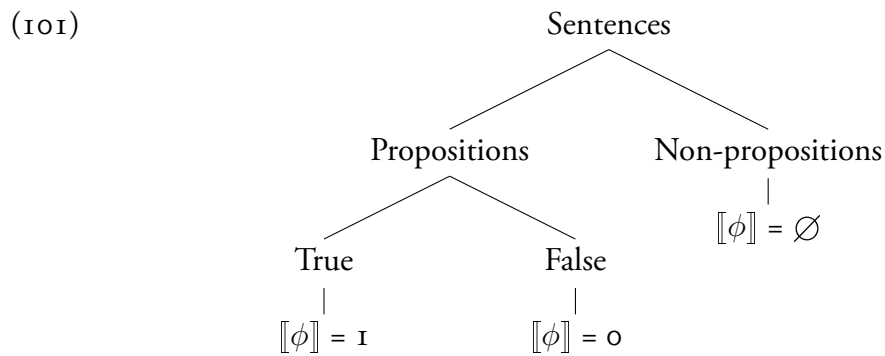 (101) Sentences
Propositions Non-propositions
⟦ϕ⟧ = ∅
True False
⟦ϕ⟧ = 1 ⟦ϕ⟧ = 0